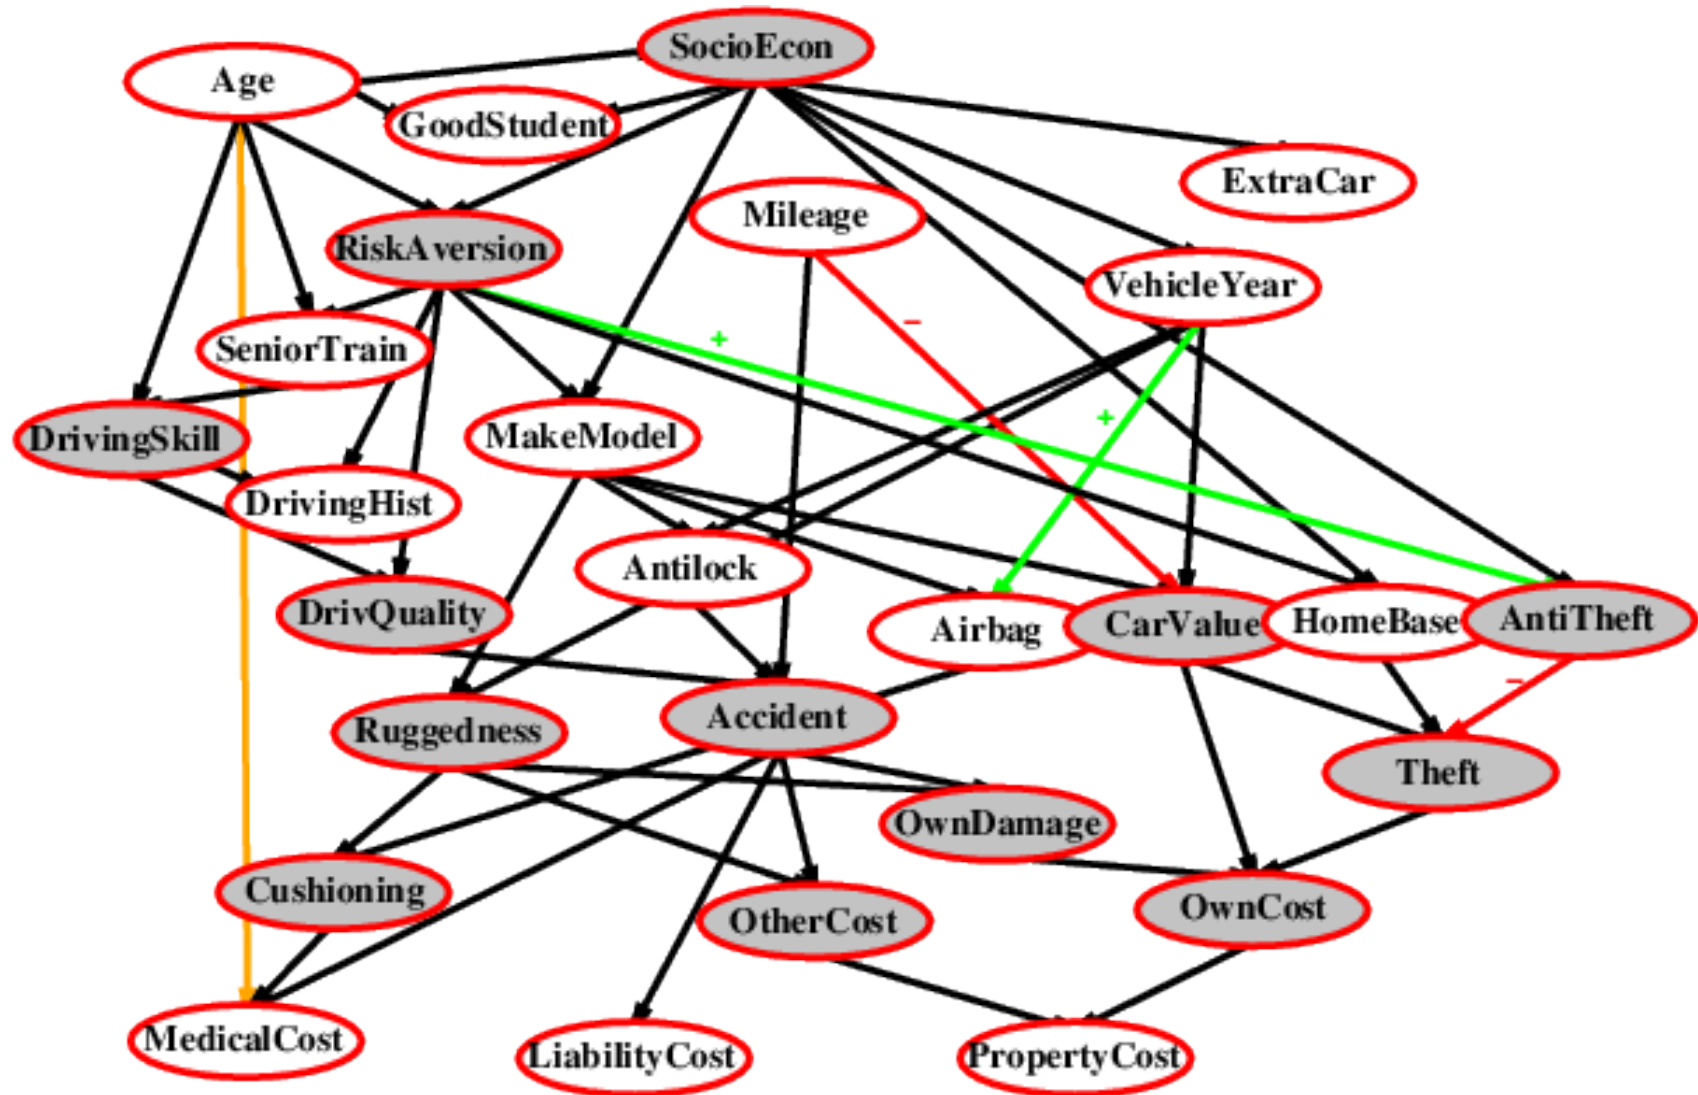 SocioEcon
Age
GoodStudent
ExtraCar
Mileage
RiskAversion
VehicleYear
+
−
SeniorTrain
+
DrivingSkill
MakeModel
DrivingHist
Antilock
DrivQuality
Airbag
CarValue
HomeBase
AntiTheft
−
Ruggedness
Accident
Theft
OwnDamage
Cushioning
OtherCost
OwnCost
MedicalCost
LiabilityCost
PropertyCost